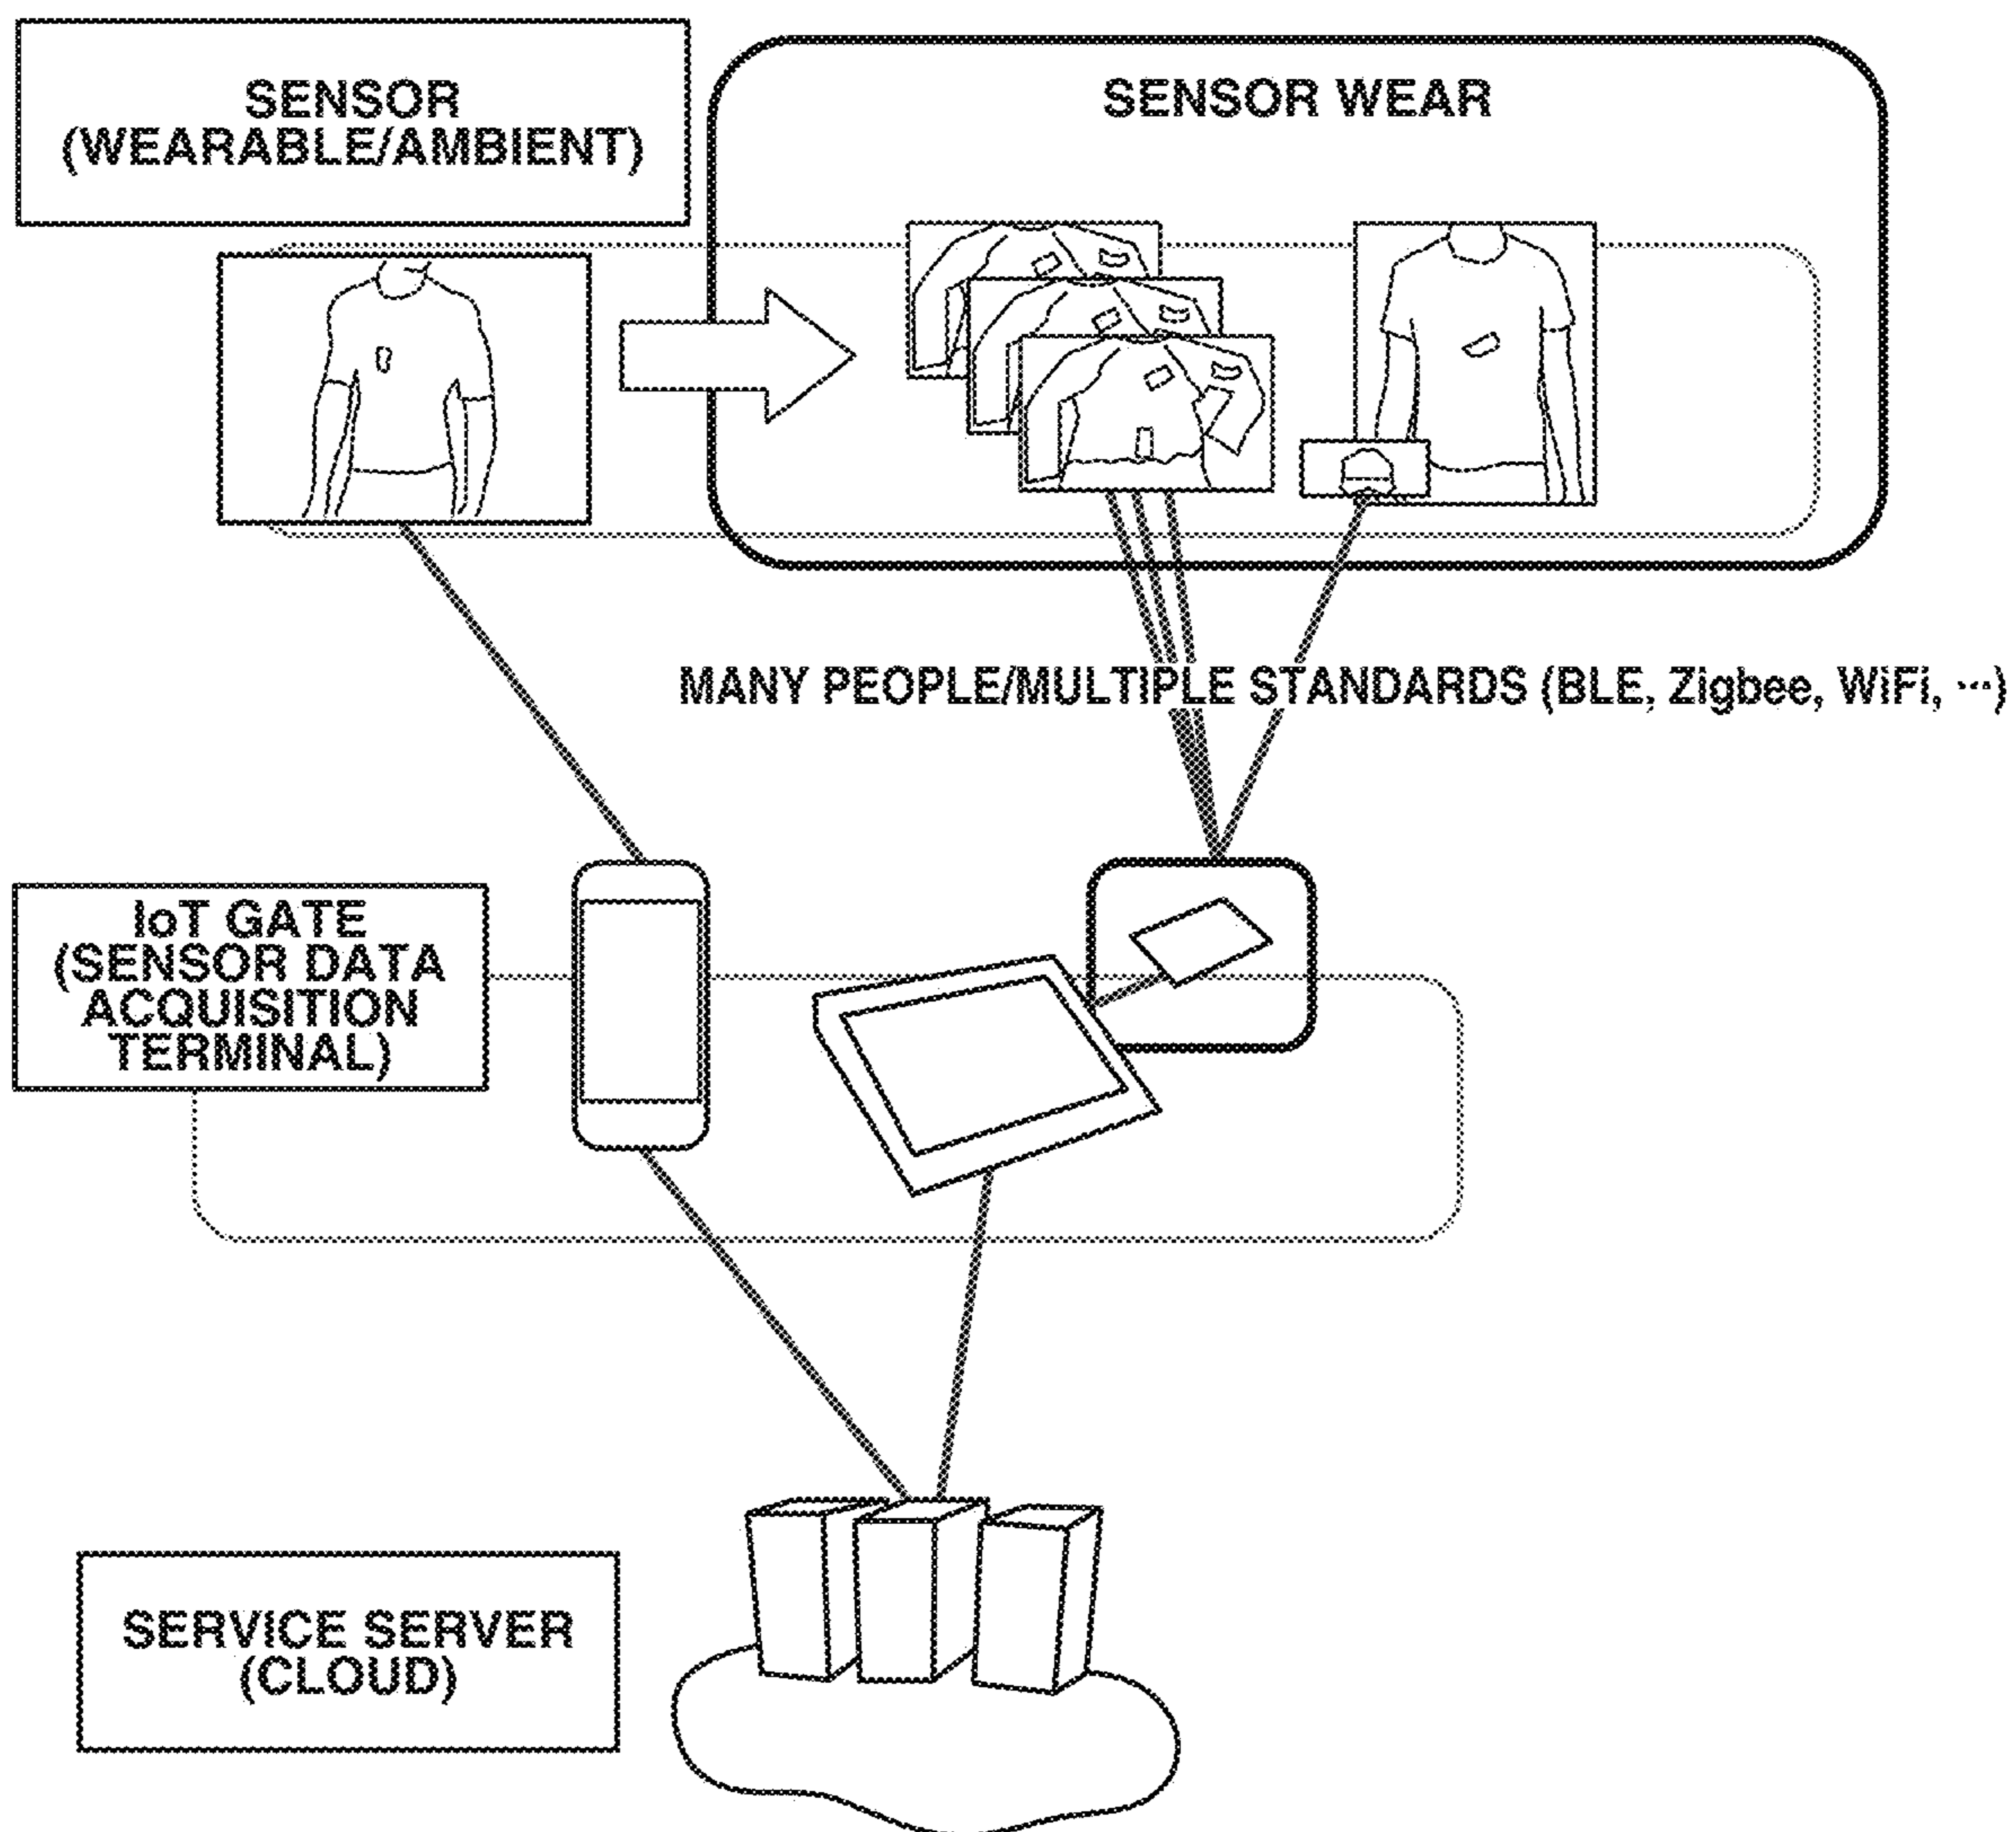 SENSOR
(WEARABLE/AMBIENT)
SENSOR WEAR
MANY PEOPLE/MULTIPLE STANDARDS (BLE, Zigbee, WiFi, ···)
IoT GATE
(SENSOR DATA
ACQUISITION
TERMINAL)
SERVICE SERVER
(CLOUD)